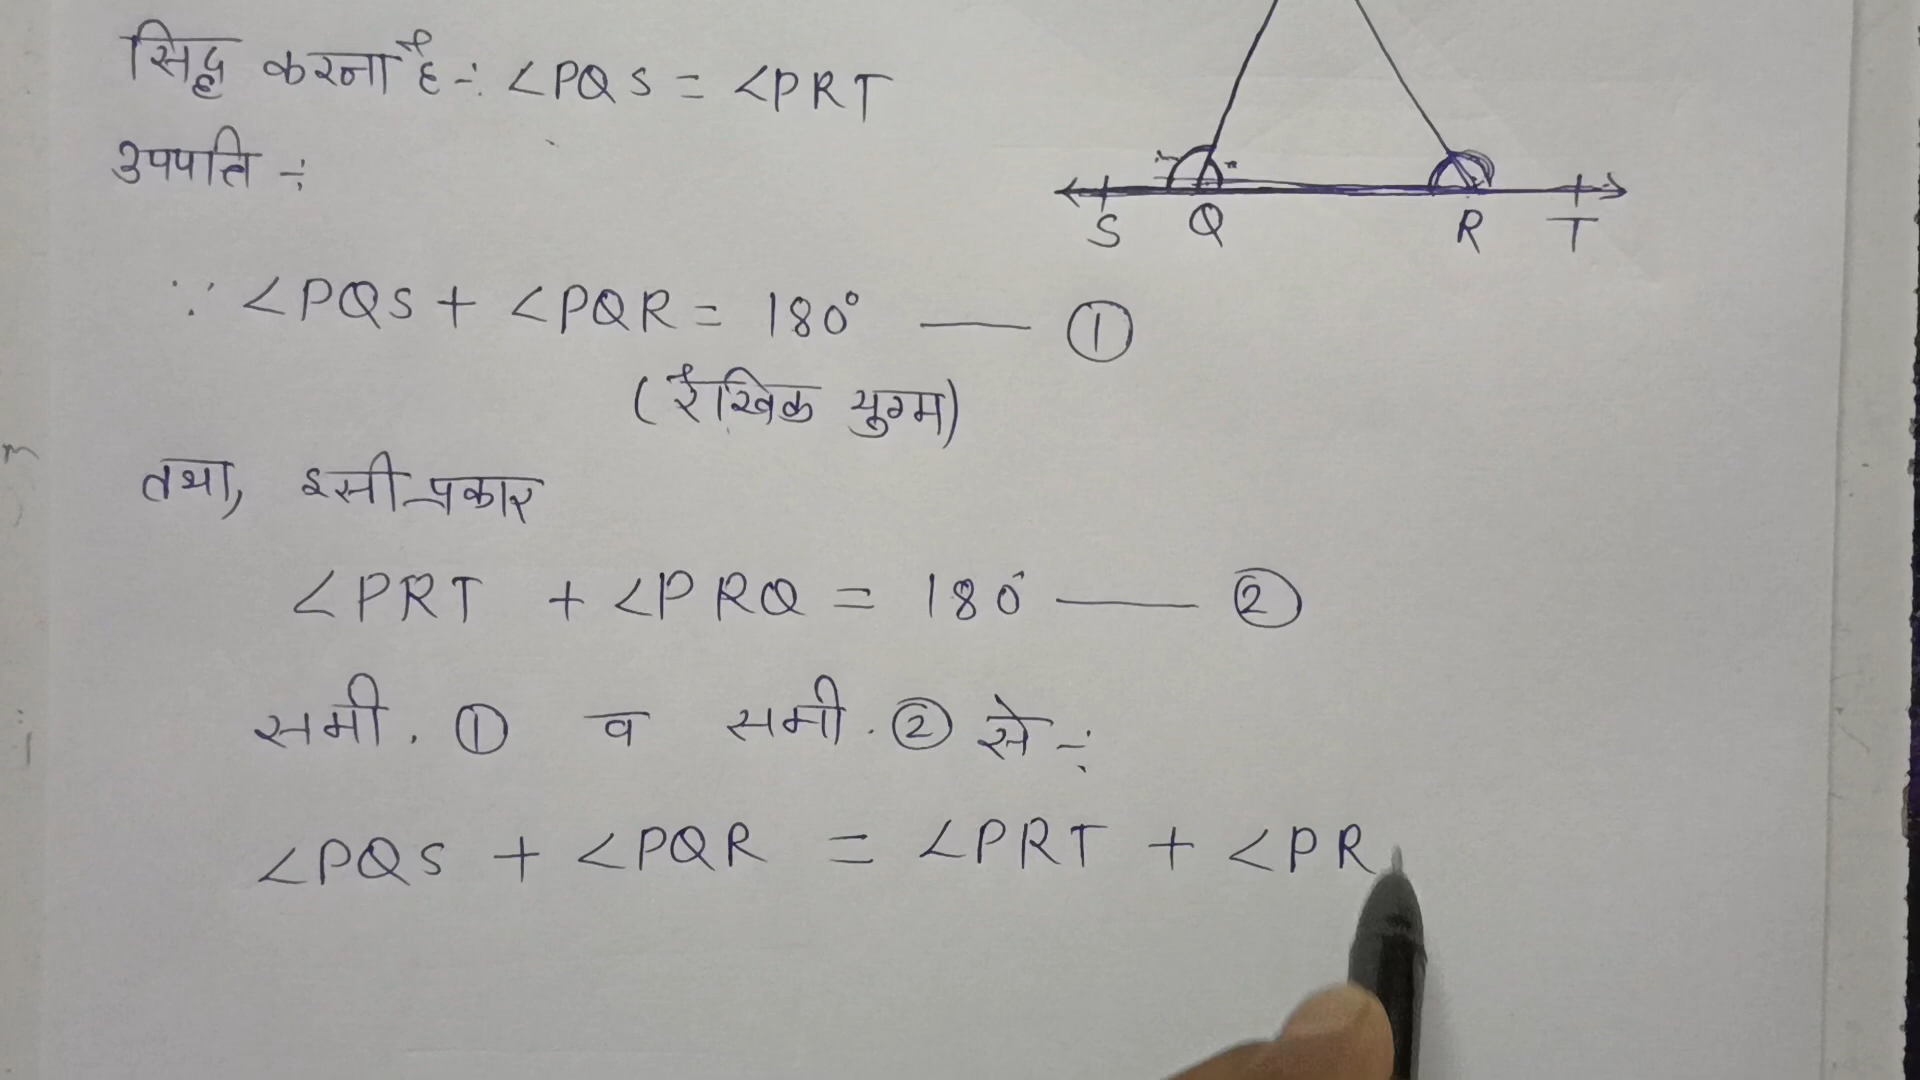 सिद्ध करना है -: ∠PQS = ∠PRT
उपपत्ति -:
S Q R T
∵ ∠PQS + ∠PQR = 180° —— ①
(रैखिक युग्म)
तथा, इसी प्रकार
∠PRT + ∠PRQ = 180° —— ②
समी. ① व समी. ② से -:
∠PQS + ∠PQR = ∠PRT + ∠PR